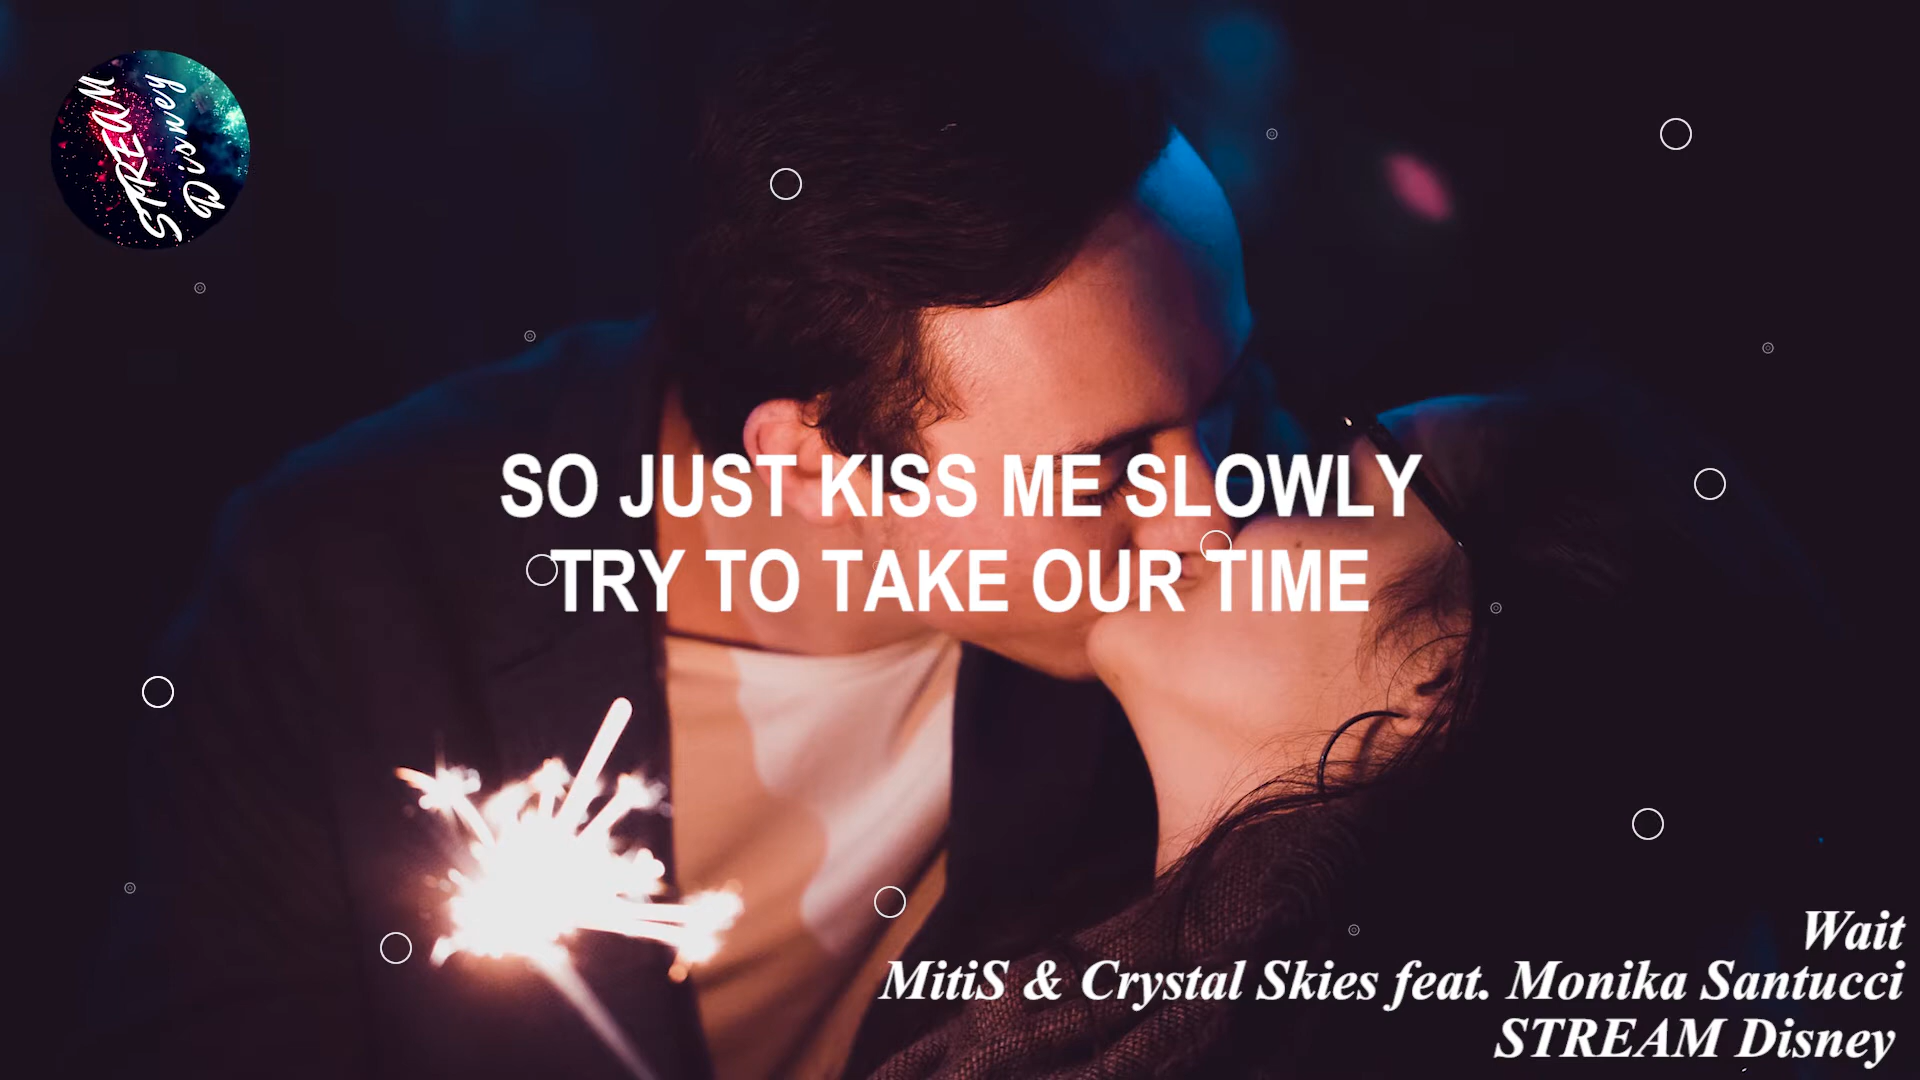 STREAM
Disney
SO JUST KISS ME SLOWLY
TRY TO TAKE OUR TIME
Wait
MitiS & Crystal Skies feat. Monika Santucci
STREAM Disney